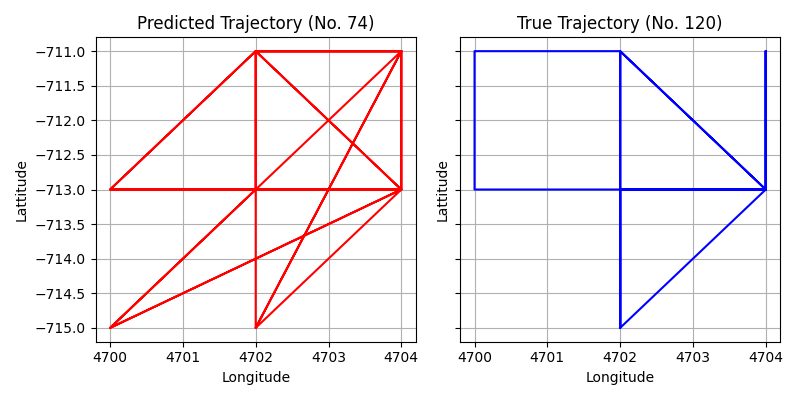 Predicted Trajectory (No. 74)
True Trajectory (No. 120)
−711.0
−711.5
−712.0
−712.5
−713.0
−713.5
−714.0
−714.5
−715.0
Lattitude
Lattitude
4700 4701 4702 4703 4704
4700 4701 4702 4703 4704
Longitude
Longitude